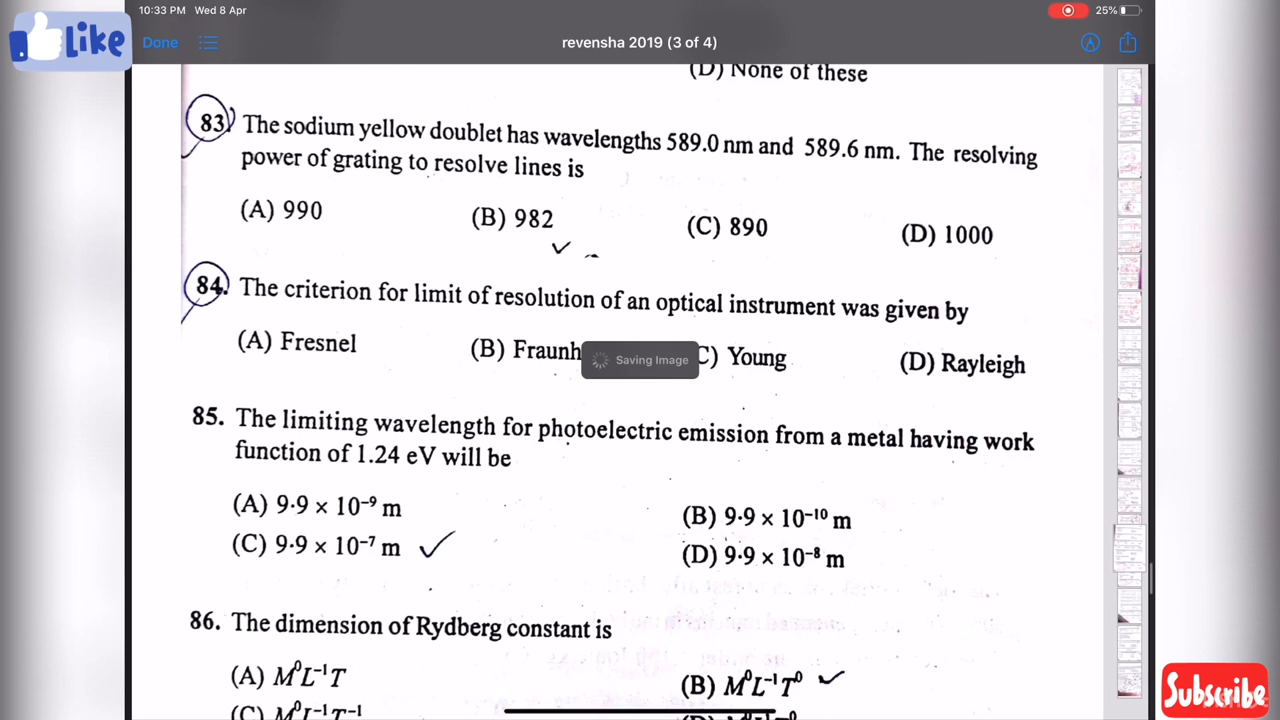 10:33 PM Wed 8 Apr
25%
Like
Done
revensha 2019 (3 of 4)
(D) None of these
83. The sodium yellow doublet has wavelengths 589.0 nm and 589.6 nm. The resolving
power of grating to resolve lines is
(A) 990 (B) 982 (C) 890 (D) 1000
84. The criterion for limit of resolution of an optical instrument was given by
(A) Fresnel (B) Fraunh C) Young (D) Rayleigh
Saving Image
85. The limiting wavelength for photoelectric emission from a metal having work
function of 1.24 eV will be
(A) 9·9 × 10⁻⁹ m (B) 9·9 × 10⁻¹⁰ m
(C) 9·9 × 10⁻⁷ m (D) 9·9 × 10⁻⁸ m
86. The dimension of Rydberg constant is
(A) M⁰L⁻¹T (B) M⁰L⁻¹T⁰
(C) M⁰L⁻¹T⁻¹
Subscribe